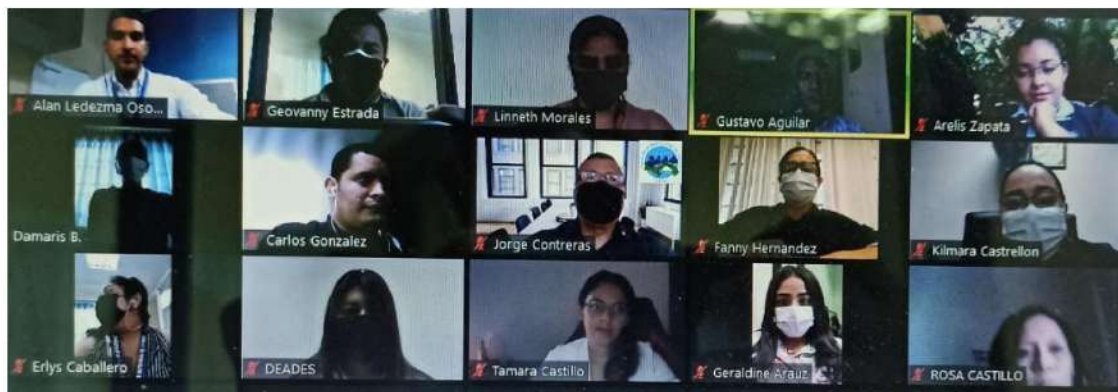 Alan Ledezma Oso...
Geovanny Estrada
Linneth Morales
Gustavo Aguilar
Arelis Zapata
Damaris B.
Carlos Gonzalez
Jorge Contreras
Fanny Hernandez
Kilmara Castrellon
Erlys Caballero
DEADES
Tamara Castillo
Geraldine Araúz
ROSA CASTILLO